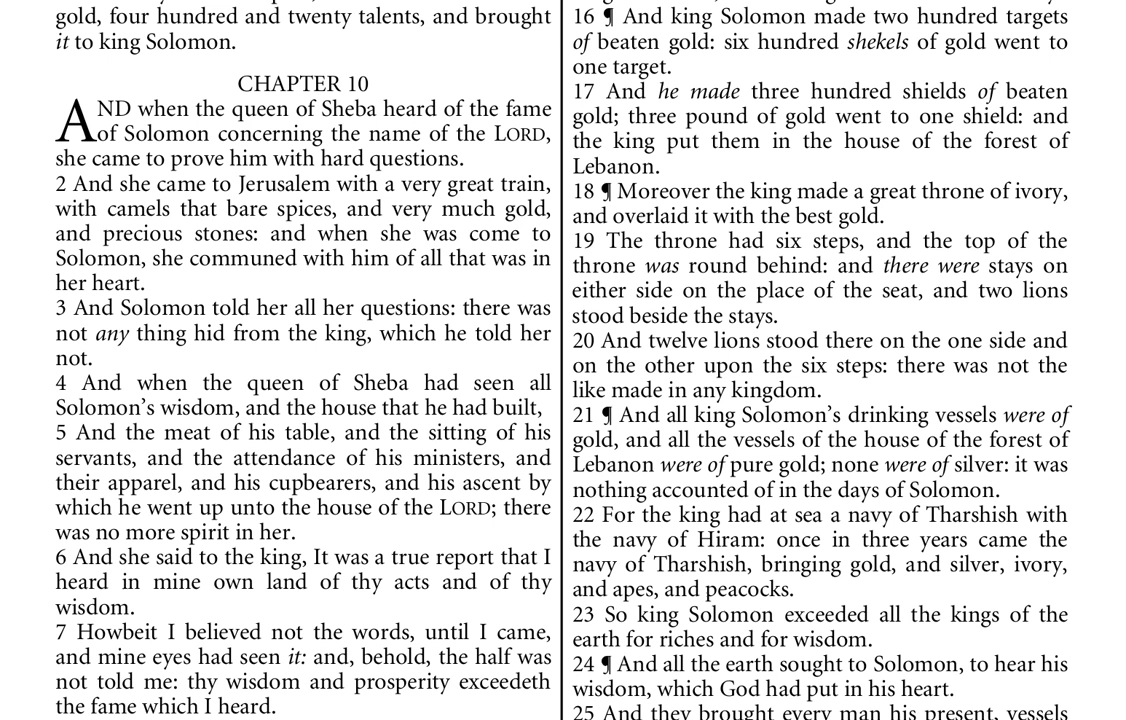 gold, four hundred and twenty talents, and brought
it to king Solomon.
CHAPTER 10
AND when the queen of Sheba heard of the fame
of Solomon concerning the name of the LORD,
she came to prove him with hard questions.
2 And she came to Jerusalem with a very great train,
with camels that bare spices, and very much gold,
and precious stones: and when she was come to
Solomon, she communed with him of all that was in
her heart.
3 And Solomon told her all her questions: there was
not any thing hid from the king, which he told her
not.
4 And when the queen of Sheba had seen all
Solomon’s wisdom, and the house that he had built,
5 And the meat of his table, and the sitting of his
servants, and the attendance of his ministers, and
their apparel, and his cupbearers, and his ascent by
which he went up unto the house of the LORD; there
was no more spirit in her.
6 And she said to the king, It was a true report that I
heard in mine own land of thy acts and of thy
wisdom.
7 Howbeit I believed not the words, until I came,
and mine eyes had seen it: and, behold, the half was
not told me: thy wisdom and prosperity exceedeth
the fame which I heard.
16 ¶ And king Solomon made two hundred targets
of beaten gold: six hundred shekels of gold went to
one target.
17 And he made three hundred shields of beaten
gold; three pound of gold went to one shield: and
the king put them in the house of the forest of
Lebanon.
18 ¶ Moreover the king made a great throne of ivory,
and overlaid it with the best gold.
19 The throne had six steps, and the top of the
throne was round behind: and there were stays on
either side on the place of the seat, and two lions
stood beside the stays.
20 And twelve lions stood there on the one side and
on the other upon the six steps: there was not the
like made in any kingdom.
21 ¶ And all king Solomon’s drinking vessels were of
gold, and all the vessels of the house of the forest of
Lebanon were of pure gold; none were of silver: it was
nothing accounted of in the days of Solomon.
22 For the king had at sea a navy of Tharshish with
the navy of Hiram: once in three years came the
navy of Tharshish, bringing gold, and silver, ivory,
and apes, and peacocks.
23 So king Solomon exceeded all the kings of the
earth for riches and for wisdom.
24 ¶ And all the earth sought to Solomon, to hear his
wisdom, which God had put in his heart.
25 And they brought every man his present, vessels